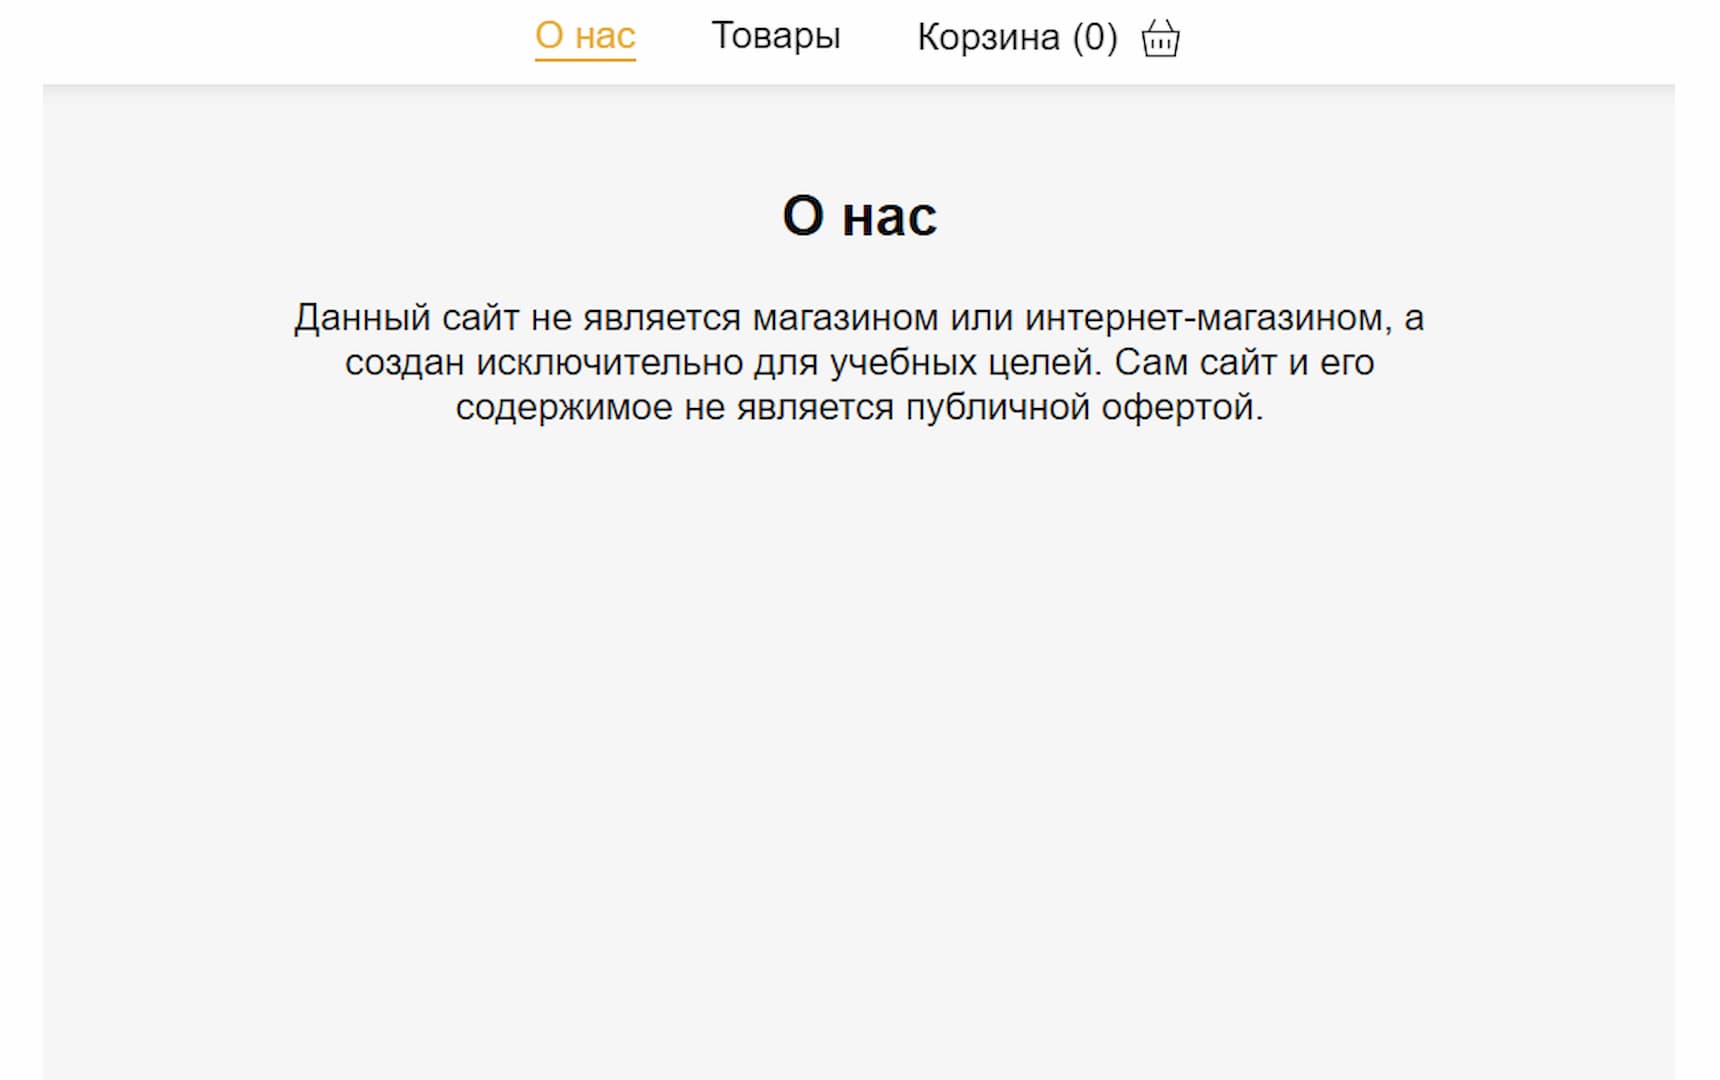 О нас Товары Корзина (0)
О нас
Данный сайт не является магазином или интернет-магазином, а
создан исключительно для учебных целей. Сам сайт и его
содержимое не является публичной офертой.